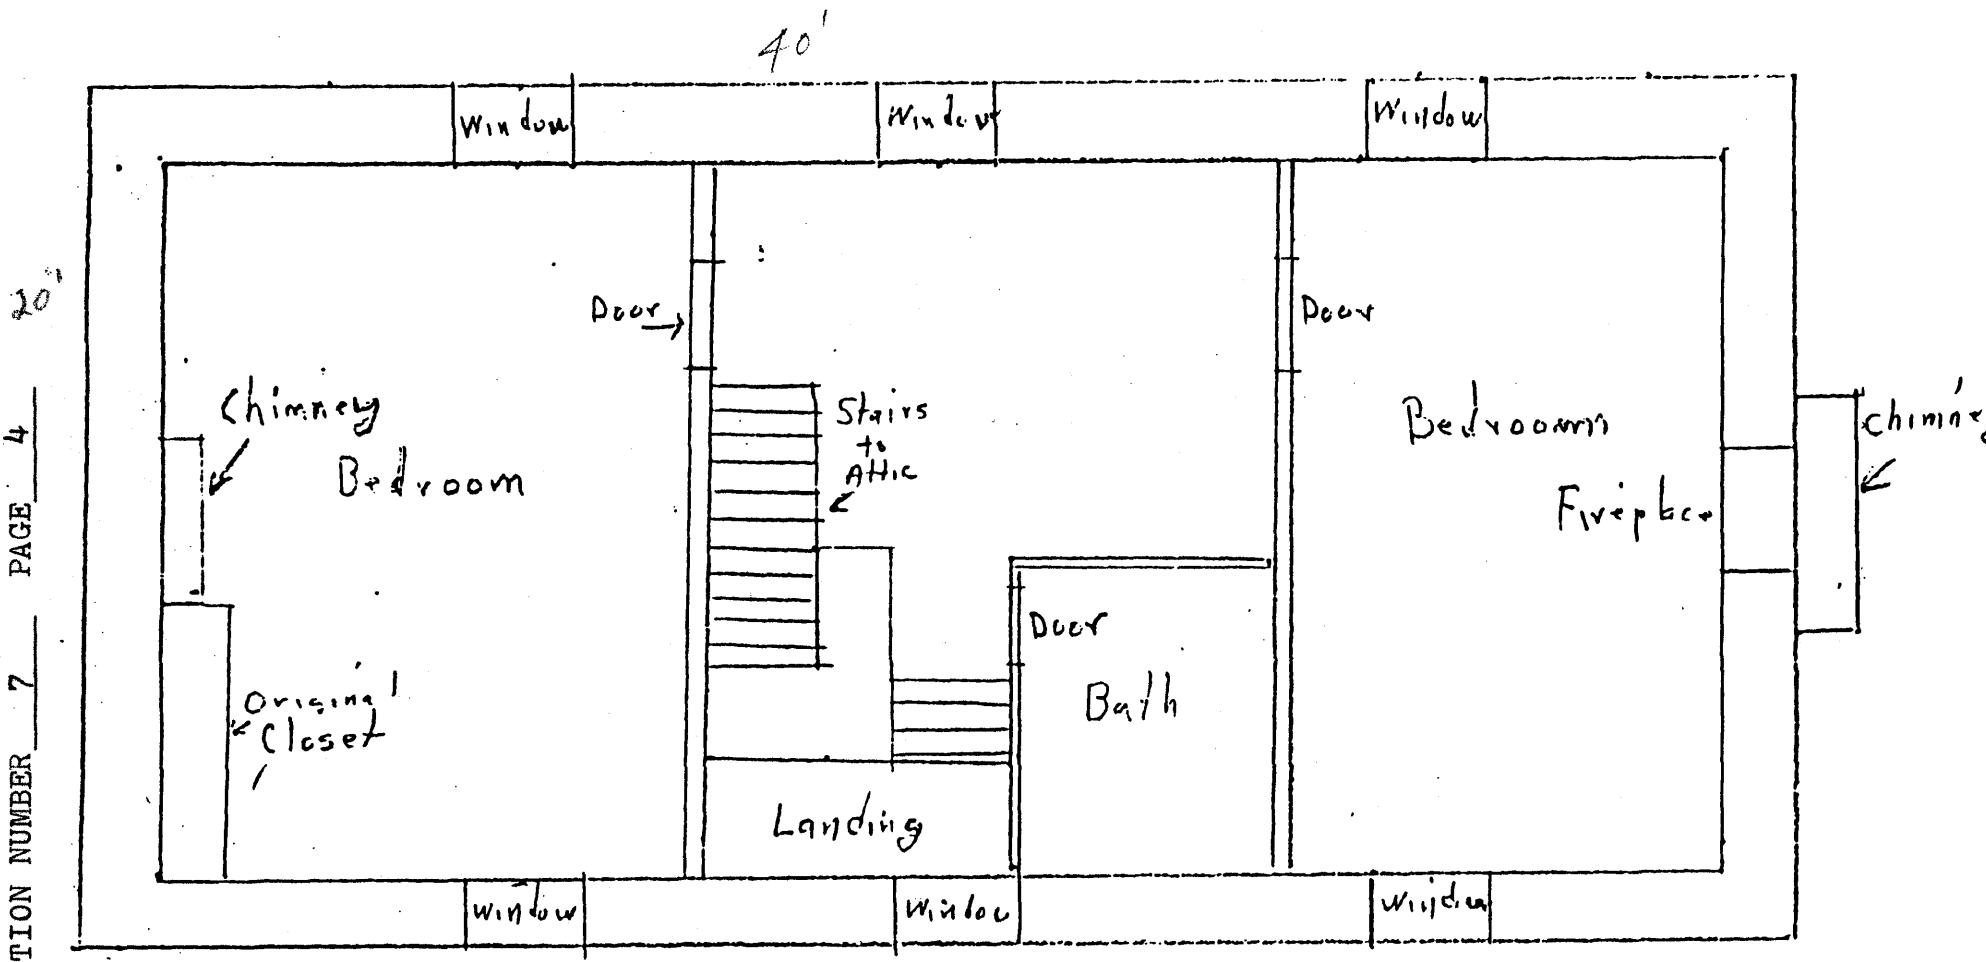 40'
Window
Window
Window
20'
Door
Door
Chimney
Bedroom
Stairs
to
Attic
Bedroom
Chimne
Fireplace
Door
Bath
Original
Closet
Landing
Window
Window
Window
TION NUMBER 7 PAGE 4